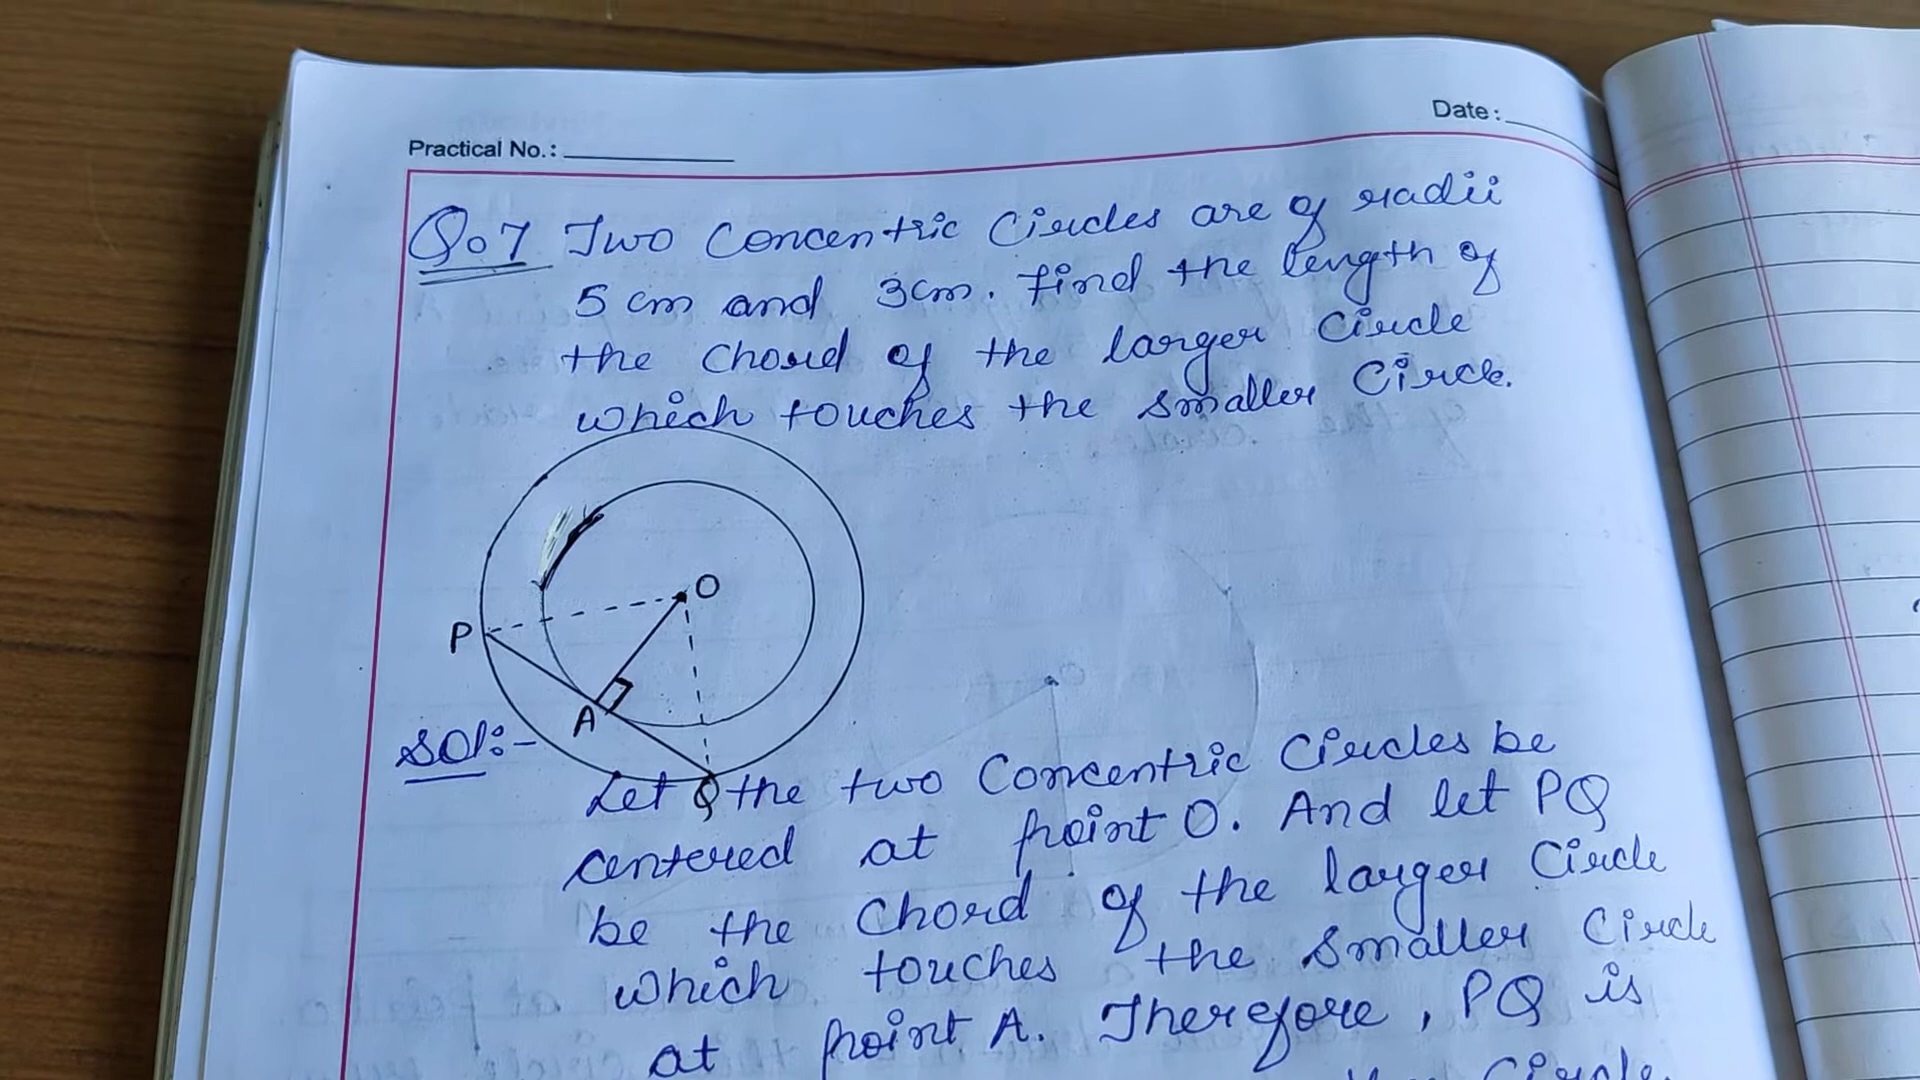 Date:
Practical No.:
Q.7 Two Concentric Circles are of radii
5 cm and 3cm. find the length of
the chord of the larger Circle
which touches the smaller Circle.
O
P
A
Sol:-
Q
Let the two Concentric Circles be
centered at point O. And let PQ
be the Chord of the larger Circle
which touches the smaller Circle
at point A. Therefore, PQ is
Circle.